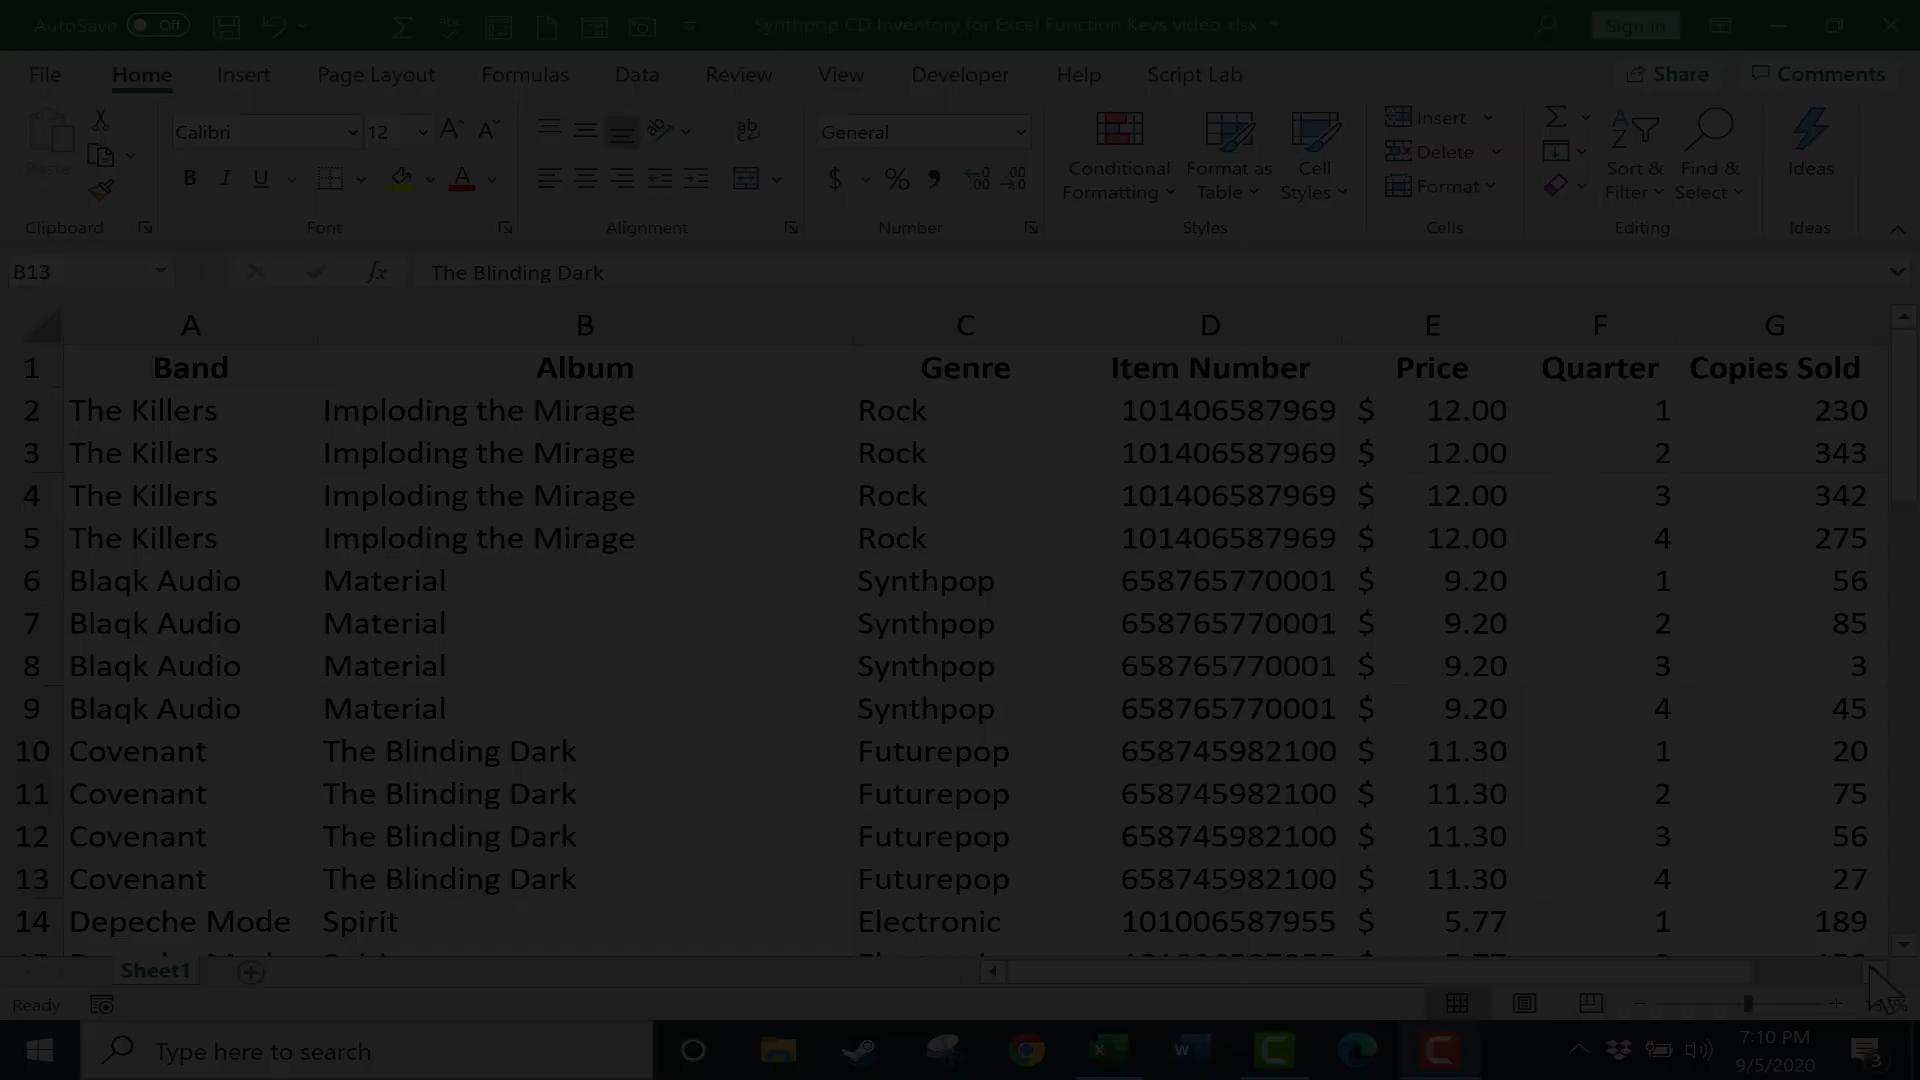 AutoSave Off Synthpop CD Inventory for Excel Function Keys video.xlsx Sign in
File Home Insert Page Layout Formulas Data Review View Developer Help Script Lab Share Comments
Paste Calibri 12 General Conditional Formatting Format as Table Cell Styles Insert Delete Format Sort & Filter Find & Select Ideas
Clipboard Font Alignment Number Styles Cells Editing Ideas
B13 fx The Blinding Dark
A B C D E F G
1 Band Album Genre Item Number Price Quarter Copies Sold
2 The Killers Imploding the Mirage Rock 101406587969 $ 12.00 1 230
3 The Killers Imploding the Mirage Rock 101406587969 $ 12.00 2 343
4 The Killers Imploding the Mirage Rock 101406587969 $ 12.00 3 342
5 The Killers Imploding the Mirage Rock 101406587969 $ 12.00 4 275
6 Blaqk Audio Material Synthpop 658765770001 $ 9.20 1 56
7 Blaqk Audio Material Synthpop 658765770001 $ 9.20 2 85
8 Blaqk Audio Material Synthpop 658765770001 $ 9.20 3 3
9 Blaqk Audio Material Synthpop 658765770001 $ 9.20 4 45
10 Covenant The Blinding Dark Futurepop 658745982100 $ 11.30 1 20
11 Covenant The Blinding Dark Futurepop 658745982100 $ 11.30 2 75
12 Covenant The Blinding Dark Futurepop 658745982100 $ 11.30 3 56
13 Covenant The Blinding Dark Futurepop 658745982100 $ 11.30 4 27
14 Depeche Mode Spirit Electronic 101006587955 $ 5.77 1 189
Sheet1
Ready
Type here to search 7:10 PM
9/5/2020 3